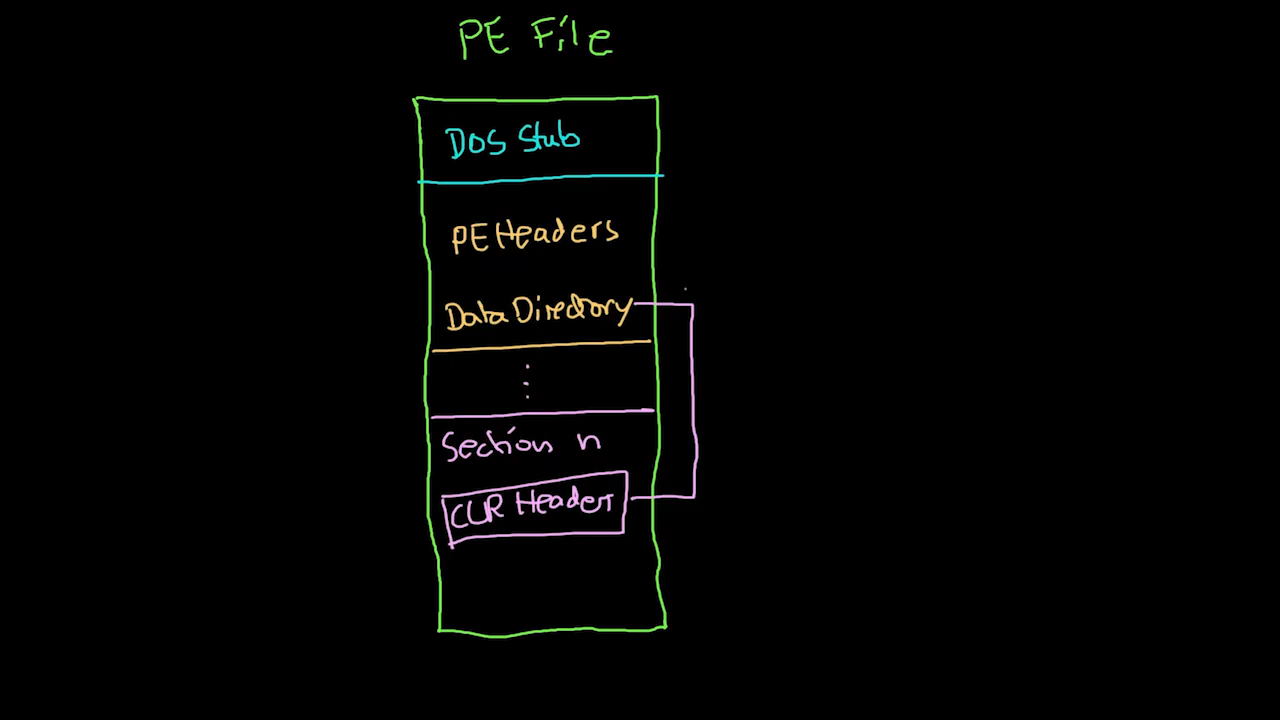 PE File
DOS Stub
PE Headers
Data Directory
Section n
CLR Header